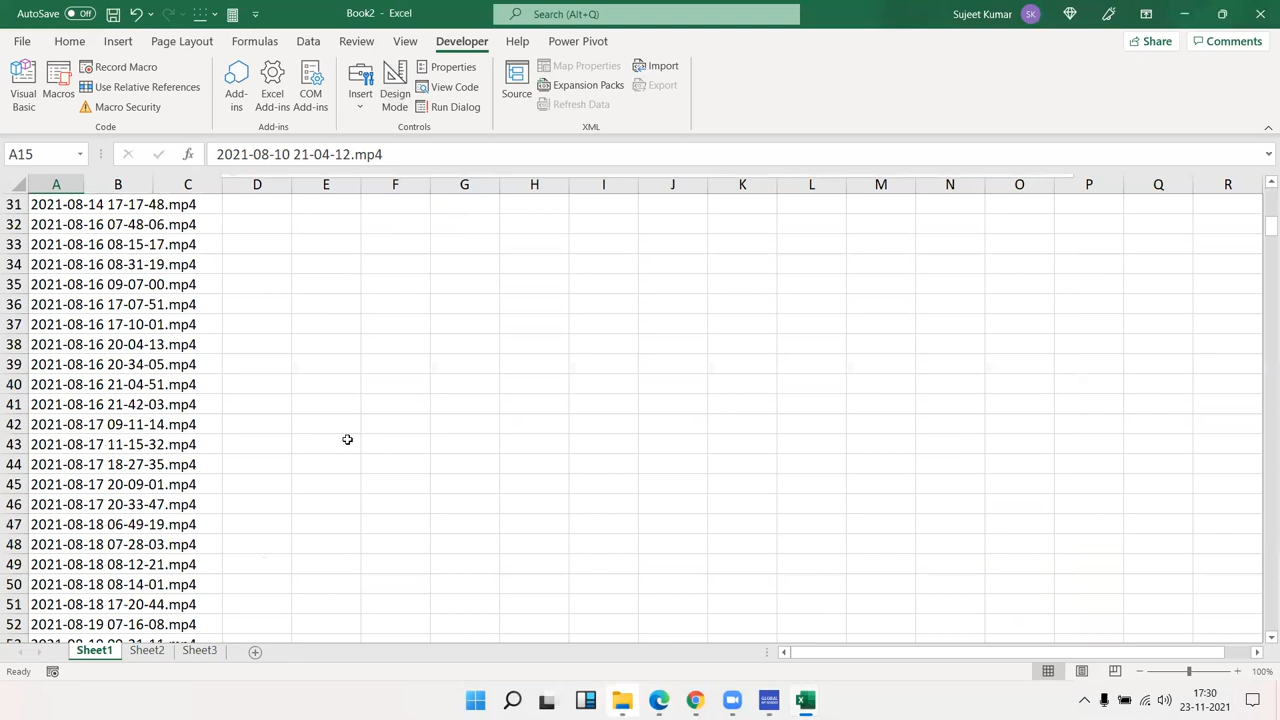 AutoSave Off Book2 - Excel Search (Alt+Q) Sujeet Kumar SK
File Home Insert Page Layout Formulas Data Review View Developer Help Power Pivot Share Comments
Visual Basic
Macros
Record Macro
Use Relative References
Macro Security
Code
Add-ins
Excel Add-ins
COM Add-ins
Add-ins
Insert
Design Mode
Properties
View Code
Run Dialog
Controls
Source
Map Properties
Expansion Packs
Refresh Data
Import
Export
XML
A15 fx 2021-08-10 21-04-12.mp4
A B C D E F G H I J K L M N O P Q R
31 2021-08-14 17-17-48.mp4
32 2021-08-16 07-48-06.mp4
33 2021-08-16 08-15-17.mp4
34 2021-08-16 08-31-19.mp4
35 2021-08-16 09-07-00.mp4
36 2021-08-16 17-07-51.mp4
37 2021-08-16 17-10-01.mp4
38 2021-08-16 20-04-13.mp4
39 2021-08-16 20-34-05.mp4
40 2021-08-16 21-04-51.mp4
41 2021-08-16 21-42-03.mp4
42 2021-08-17 09-11-14.mp4
43 2021-08-17 11-15-32.mp4
44 2021-08-17 18-27-35.mp4
45 2021-08-17 20-09-01.mp4
46 2021-08-17 20-33-47.mp4
47 2021-08-18 06-49-19.mp4
48 2021-08-18 07-28-03.mp4
49 2021-08-18 08-12-21.mp4
50 2021-08-18 08-14-01.mp4
51 2021-08-18 17-20-44.mp4
52 2021-08-19 07-16-08.mp4
Sheet1 Sheet2 Sheet3
Ready 100%
GLOBAL
17:30
23-11-2021